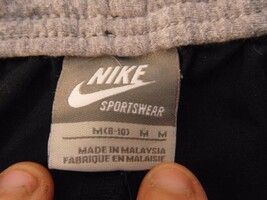 NIKE
SPORTSWEAR
M(8-10) M M
MADE IN MALAYSIA
FABRIQUE EN MALAISIE